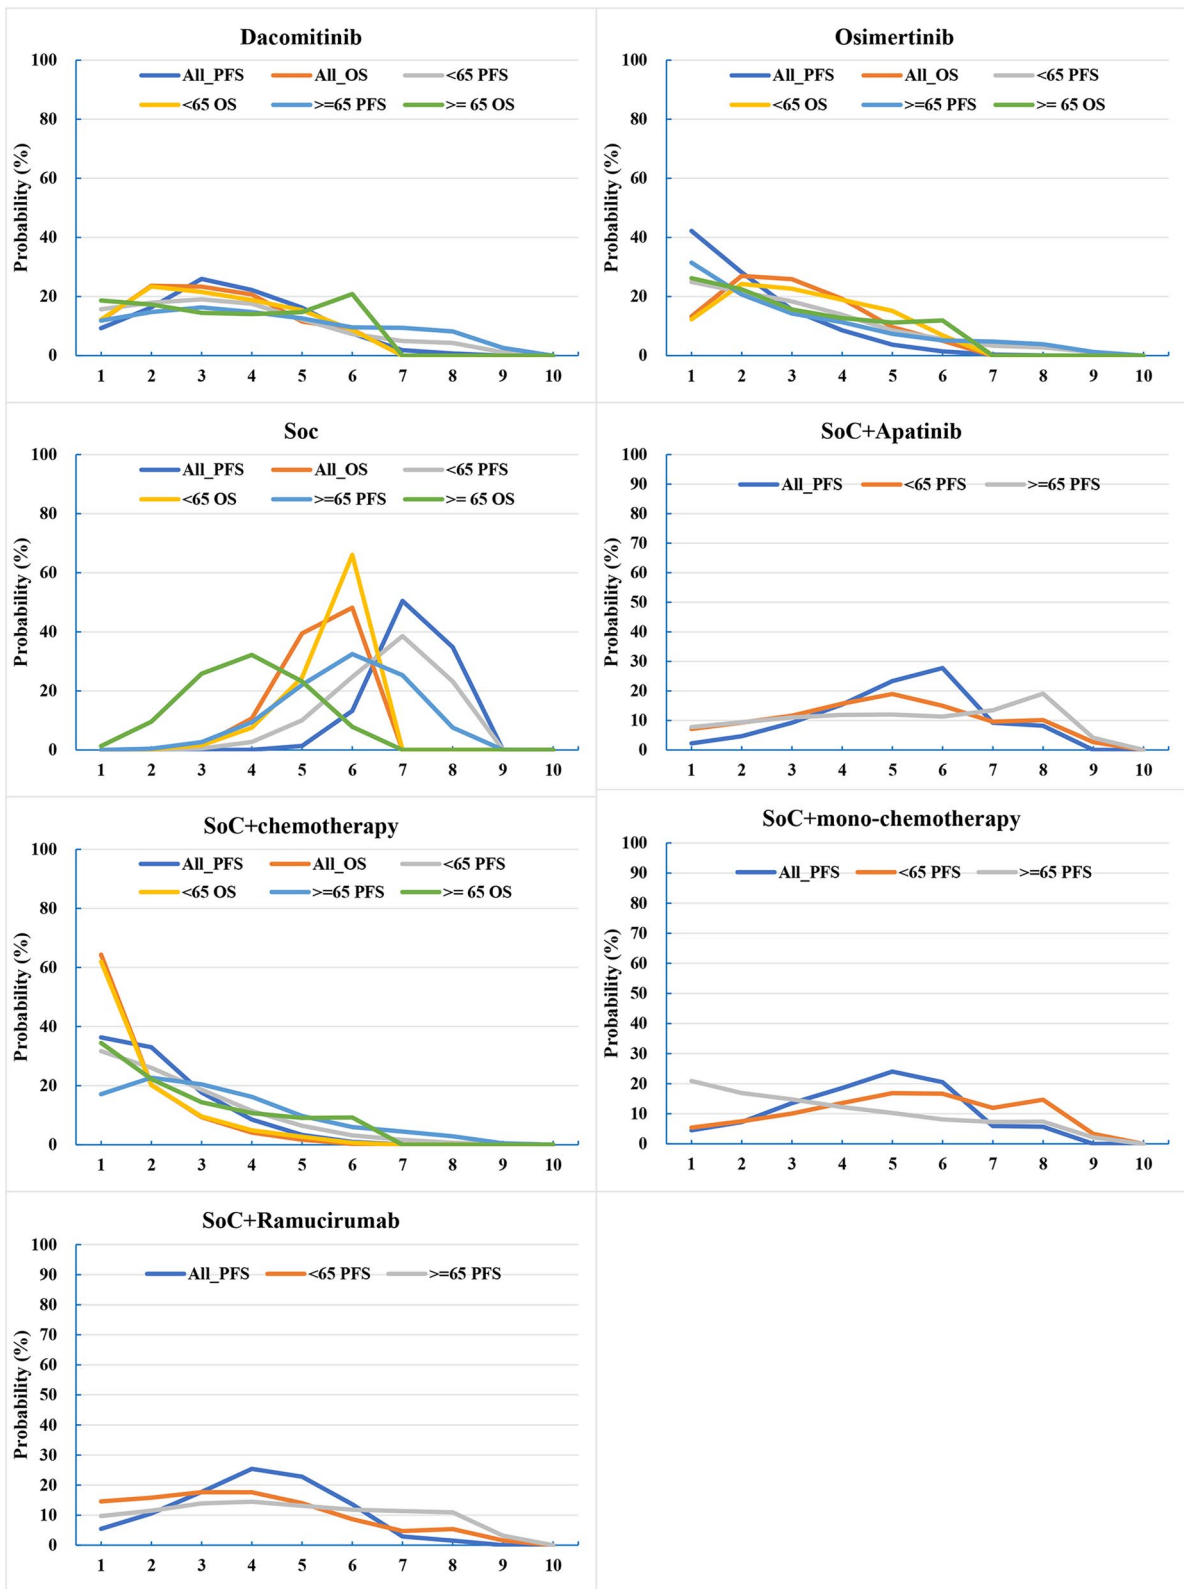 Dacomitinib
Probability (%)
100
80
60
40
20
0
All_PFS All_OS <65 PFS
<65 OS >=65 PFS >= 65 OS
1 2 3 4 5 6 7 8 9 10
Osimertinib
Probability (%)
100
80
60
40
20
0
All_PFS All_OS <65 PFS
<65 OS >=65 PFS >= 65 OS
1 2 3 4 5 6 7 8 9 10
Soc
Probability (%)
100
80
60
40
20
0
All_PFS All_OS <65 PFS
<65 OS >=65 PFS >= 65 OS
1 2 3 4 5 6 7 8 9 10
SoC+Apatinib
Probability (%)
100
90
80
70
60
50
40
30
20
10
0
All_PFS <65 PFS >=65 PFS
1 2 3 4 5 6 7 8 9 10
SoC+chemotherapy
Probability (%)
100
80
60
40
20
0
All_PFS All_OS <65 PFS
<65 OS >=65 PFS >= 65 OS
1 2 3 4 5 6 7 8 9 10
SoC+mono-chemotherapy
Probability (%)
100
90
80
70
60
50
40
30
20
10
0
All_PFS <65 PFS >=65 PFS
1 2 3 4 5 6 7 8 9 10
SoC+Ramucirumab
Probability (%)
100
90
80
70
60
50
40
30
20
10
0
All_PFS <65 PFS >=65 PFS
1 2 3 4 5 6 7 8 9 10